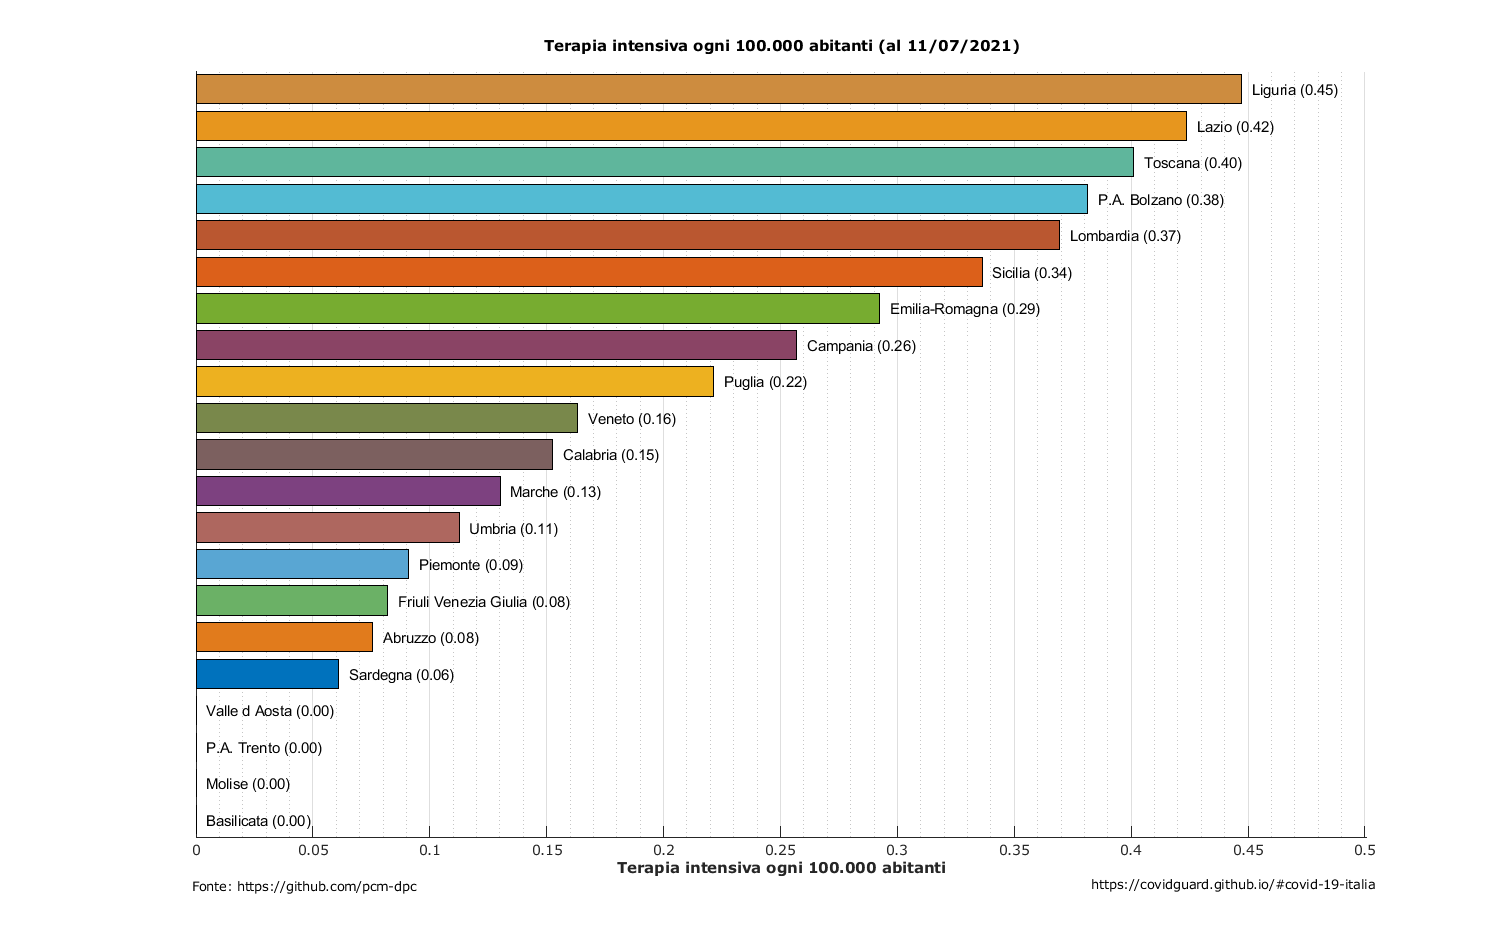 Terapia intensiva ogni 100.000 abitanti (al 11/07/2021)
Liguria (0.45)
Lazio (0.42)
Toscana (0.40)
P.A. Bolzano (0.38)
Lombardia (0.37)
Sicilia (0.34)
Emilia-Romagna (0.29)
Campania (0.26)
Puglia (0.22)
Veneto (0.16)
Calabria (0.15)
Marche (0.13)
Umbria (0.11)
Piemonte (0.09)
Friuli Venezia Giulia (0.08)
Abruzzo (0.08)
Sardegna (0.06)
Valle d Aosta (0.00)
P.A. Trento (0.00)
Molise (0.00)
Basilicata (0.00)
0 0.05 0.1 0.15 0.2 0.25 0.3 0.35 0.4 0.45 0.5
Terapia intensiva ogni 100.000 abitanti
Fonte: https://github.com/pcm-dpc
https://covidguard.github.io/#covid-19-italia